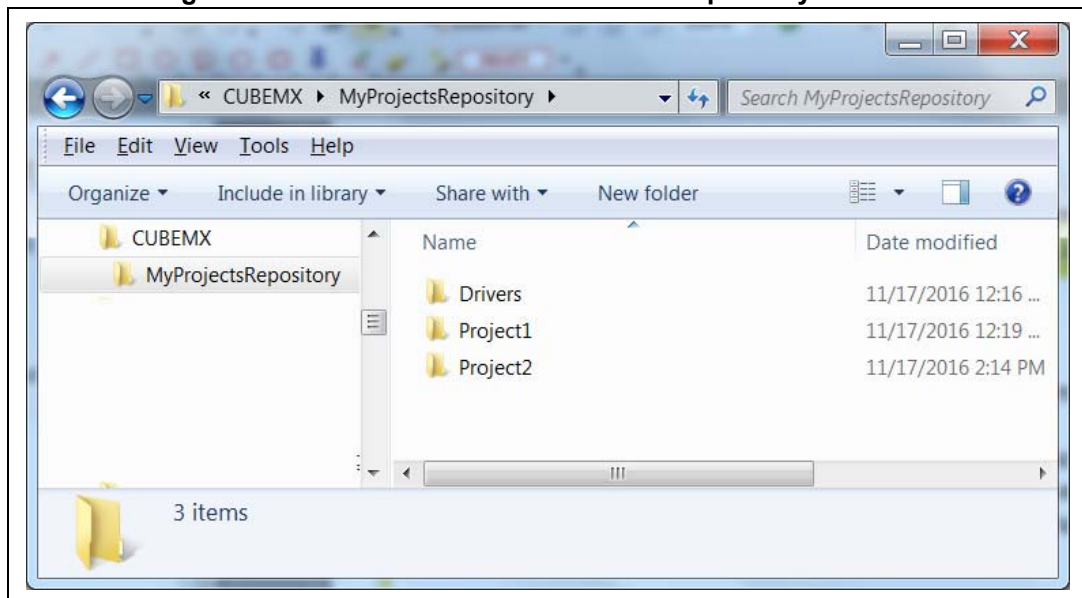 « CUBEMX MyProjectsRepository Search MyProjectsRepository
File Edit View Tools Help
Organize Include in library Share with New folder
CUBEMX
MyProjectsRepository
Name Date modified
Drivers 11/17/2016 12:16 ...
Project1 11/17/2016 12:19 ...
Project2 11/17/2016 2:14 PM
3 items